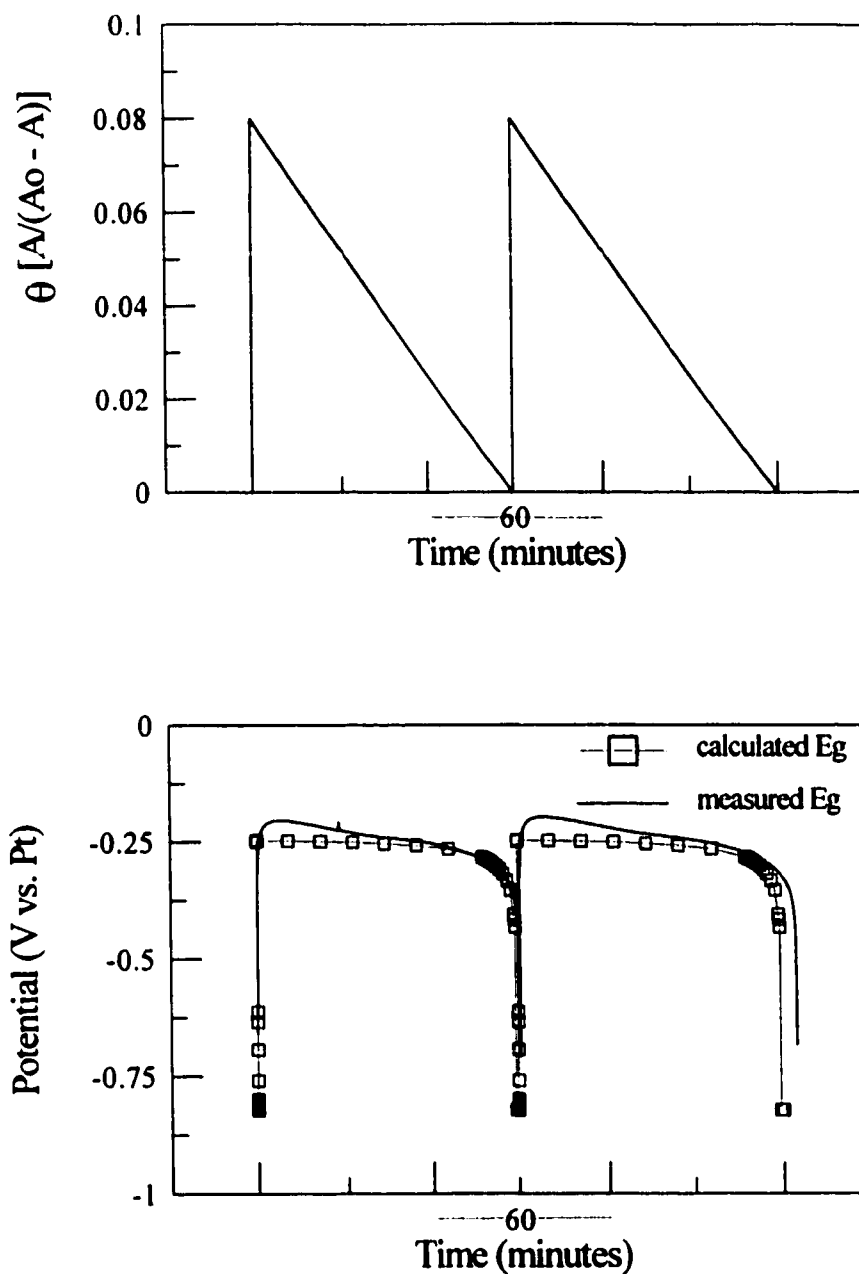 0.1
0.08
0.06
0.04
0.02
0
θ [A/(Ao - A)]
60
Time (minutes)
0
-0.25
-0.5
-0.75
-1
Potential (V vs. Pt)
calculated Eg
measured Eg
60
Time (minutes)